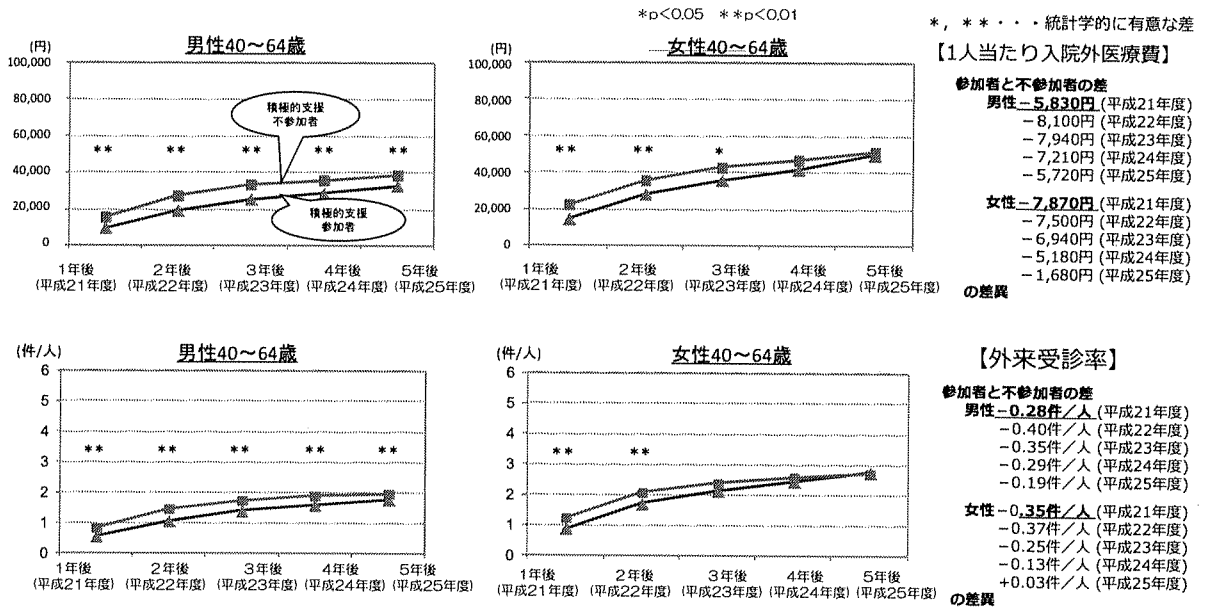 *p<0.05 **p<0.01
*, **・・・統計学的に有意な差
男性40～64歳
(円)
100,000
80,000
60,000
40,000
20,000
0
積極的支援
不参加者
** ** ** ** **
積極的支援
参加者
1年後 2年後 3年後 4年後 5年後
(平成21年度) (平成22年度) (平成23年度) (平成24年度) (平成25年度)
女性40～64歳
(円)
100,000
80,000
60,000
40,000
20,000
0
** ** *
1年後 2年後 3年後 4年後 5年後
(平成21年度) (平成22年度) (平成23年度) (平成24年度) (平成25年度)
【1人当たり入院外医療費】
参加者と不参加者の差
男性－5,830円 (平成21年度)
－8,100円 (平成22年度)
－7,940円 (平成23年度)
－7,210円 (平成24年度)
－5,720円 (平成25年度)
女性－7,870円 (平成21年度)
－7,500円 (平成22年度)
－6,940円 (平成23年度)
－5,180円 (平成24年度)
－1,680円 (平成25年度)
の差異
男性40～64歳
(件/人)
6
5
4
3
2
1
0
** ** ** ** **
1年後 2年後 3年後 4年後 5年後
(平成21年度) (平成22年度) (平成23年度) (平成24年度) (平成25年度)
女性40～64歳
(件/人)
6
5
4
3
2
1
0
** **
1年後 2年後 3年後 4年後 5年後
(平成21年度) (平成22年度) (平成23年度) (平成24年度) (平成25年度)
【外来受診率】
参加者と不参加者の差
男性－0.28件／人 (平成21年度)
－0.40件／人 (平成22年度)
－0.35件／人 (平成23年度)
－0.29件／人 (平成24年度)
－0.19件／人 (平成25年度)
女性－0.35件／人 (平成21年度)
－0.37件／人 (平成22年度)
－0.25件／人 (平成23年度)
－0.13件／人 (平成24年度)
+0.03件／人 (平成25年度)
の差異